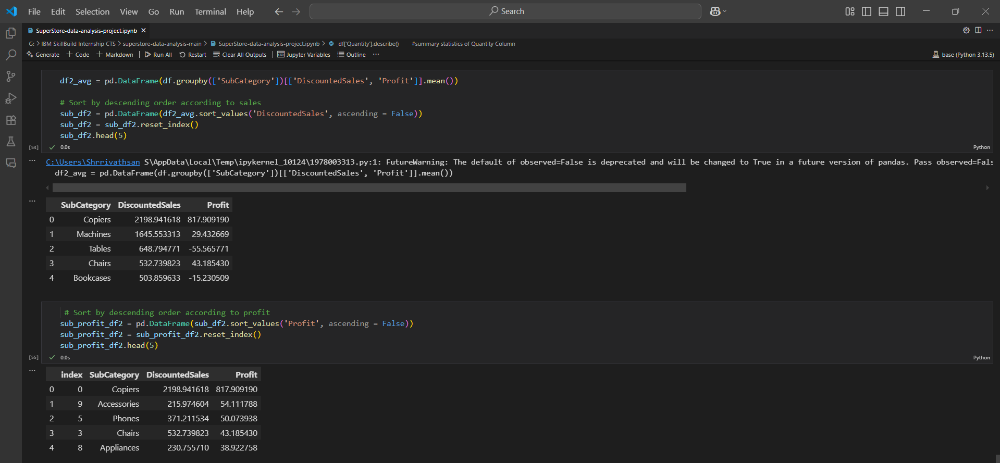 File Edit Selection View Go Run Terminal Help Search
SuperStore-data-analysis-project.ipynb
G: > IBM SkillBuild Internship CTS > superstore-data-analysis-main > SuperStore-data-analysis-project.ipynb > df['Quantity'].describe() #summary statistics of Quantity Column
Generate + Code + Markdown | Run All Restart Clear All Outputs | Jupyter Variables Outline ... base (Python 3.13.5)
df2_avg = pd.DataFrame(df.groupby(['SubCategory'])[['DiscountedSales', 'Profit']].mean())
# Sort by descending order according to sales
sub_df2 = pd.DataFrame(df2_avg.sort_values('DiscountedSales', ascending = False))
sub_df2 = sub_df2.reset_index()
sub_df2.head(5)
[54] 0.0s Python
C:\Users\Shrrivathsan S\AppData\Local\Temp\ipykernel_10124\1978003313.py:1: FutureWarning: The default of observed=False is deprecated and will be changed to True in a future version of pandas. Pass observed=Fals
df2_avg = pd.DataFrame(df.groupby(['SubCategory'])[['DiscountedSales', 'Profit']].mean())
SubCategory DiscountedSales Profit
0 Copiers 2198.941618 817.909190
1 Machines 1645.553313 29.432669
2 Tables 648.794771 -55.565771
3 Chairs 532.739823 43.185430
4 Bookcases 503.859633 -15.230509
# Sort by descending order according to profit
sub_profit_df2 = pd.DataFrame(sub_df2.sort_values('Profit', ascending = False))
sub_profit_df2 = sub_profit_df2.reset_index()
sub_profit_df2.head(5)
[55] 0.0s Python
index SubCategory DiscountedSales Profit
0 0 Copiers 2198.941618 817.909190
1 9 Accessories 215.974604 54.111788
2 5 Phones 371.211534 50.073938
3 3 Chairs 532.739823 43.185430
4 8 Appliances 230.755710 38.922758